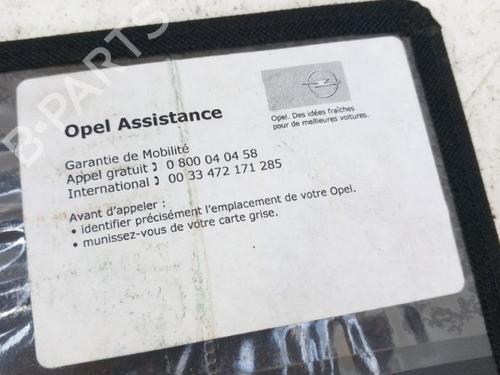 B-PARTS
Opel Assistance
Opel. Des idées fraîches
pour de meilleures voitures.
Garantie de Mobilité
Appel gratuit 0 800 04 04 58
International 00 33 472 171 285
Avant d'appeler :
• identifier précisément l'emplacement de votre Opel.
• munissez-vous de votre carte grise.